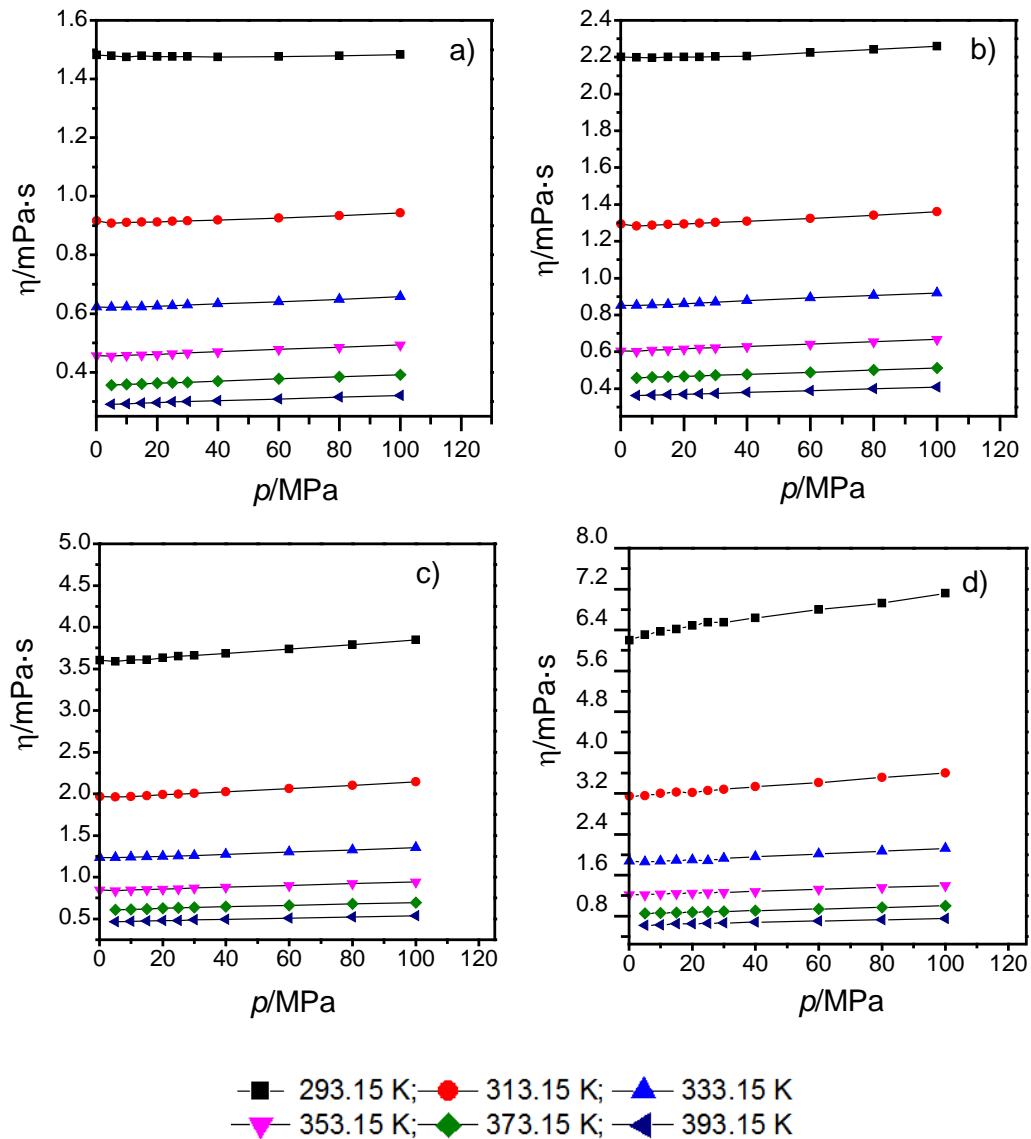 1.6
1.4
1.2
1.0
0.8
0.6
0.4
0 20 40 60 80 100 120
η/mPa·s
p/MPa
a)
2.4
2.2
2.0
1.8
1.6
1.4
1.2
1.0
0.8
0.6
0.4
0 20 40 60 80 100 120
η/mPa·s
p/MPa
b)
5.0
4.5
4.0
3.5
3.0
2.5
2.0
1.5
1.0
0.5
0 20 40 60 80 100 120
η/mPa·s
p/MPa
c)
8.0
7.2
6.4
5.6
4.8
4.0
3.2
2.4
1.6
0.8
0 20 40 60 80 100 120
η/mPa·s
p/MPa
d)
293.15 K; 313.15 K; 333.15 K
353.15 K; 373.15 K; 393.15 K